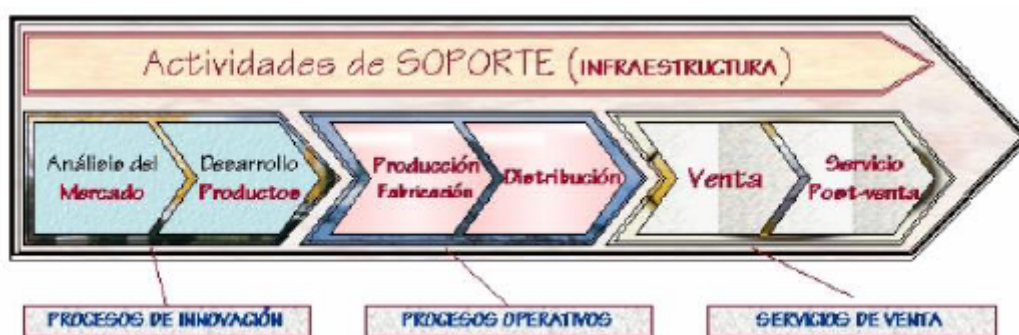 Actividades de SOPORTE (INFRAESTRUCTURA)
Análisis del
Mercado
Desarrollo
Productos
Producción
Fabricación
Distribución
Venta
Servicio
Post-venta
PROCESOS DE INNOVACIÓN
PROCESOS OPERATIVOS
SERVICIOS DE VENTA